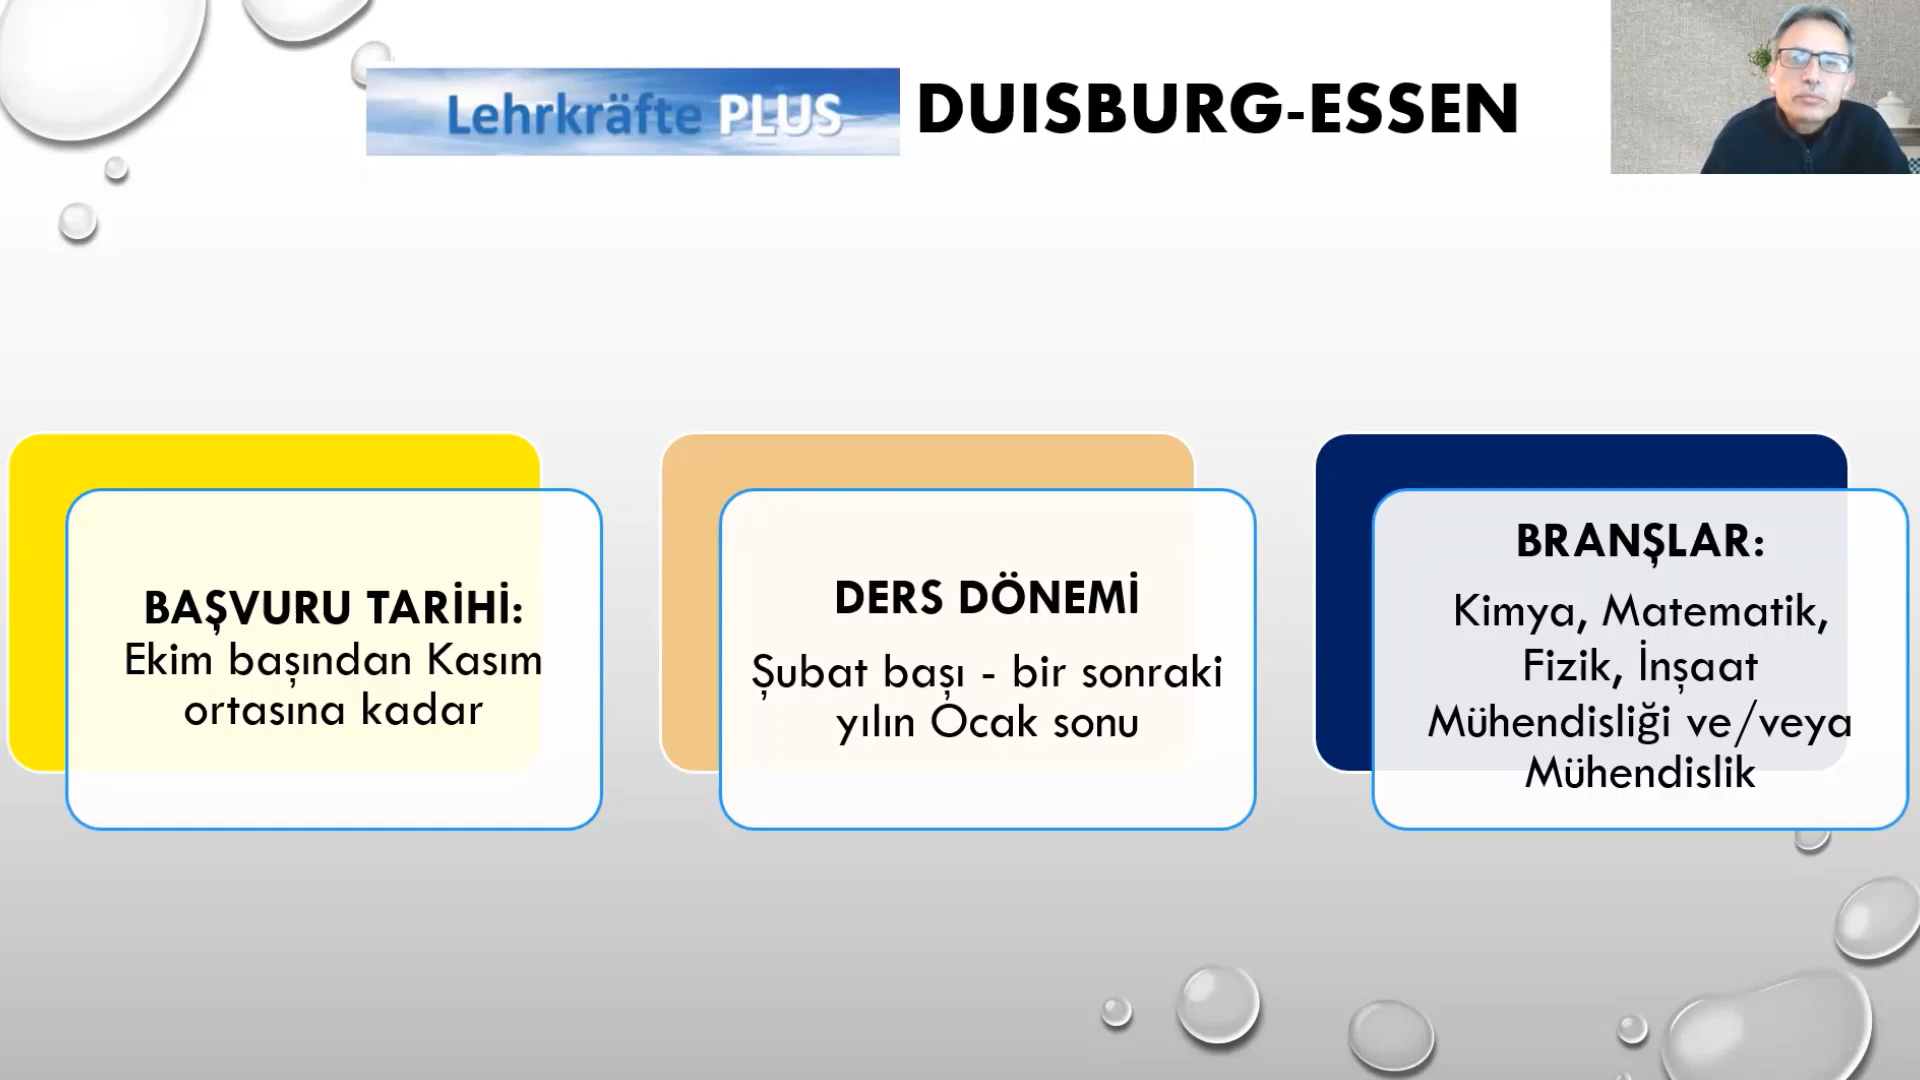 Lehrkräfte PLUS DUISBURG-ESSEN
BAŞVURU TARİHİ:
Ekim başından Kasım
ortasına kadar
DERS DÖNEMİ
Şubat başı - bir sonraki
yılın Ocak sonu
BRANŞLAR:
Kimya, Matematik,
Fizik, İnşaat
Mühendisliği ve/veya
Mühendislik